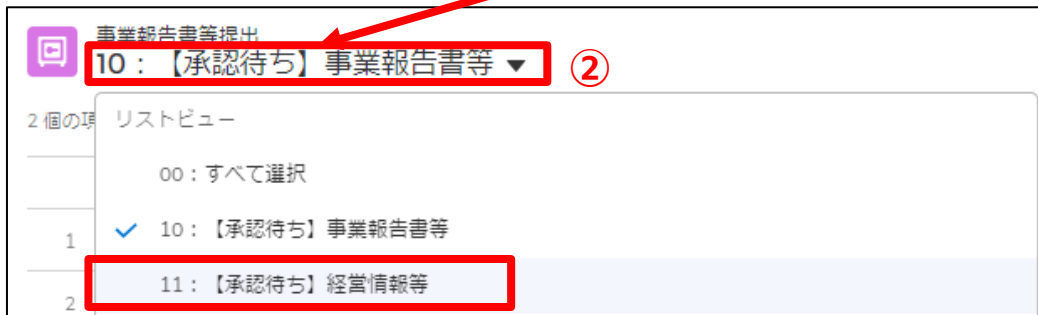 事業報告書等提出
10：【承認待ち】事業報告書等 ▼ ②
2個の項
リストビュー
00：すべて選択
1 ✓ 10：【承認待ち】事業報告書等
2 11：【承認待ち】経営情報等